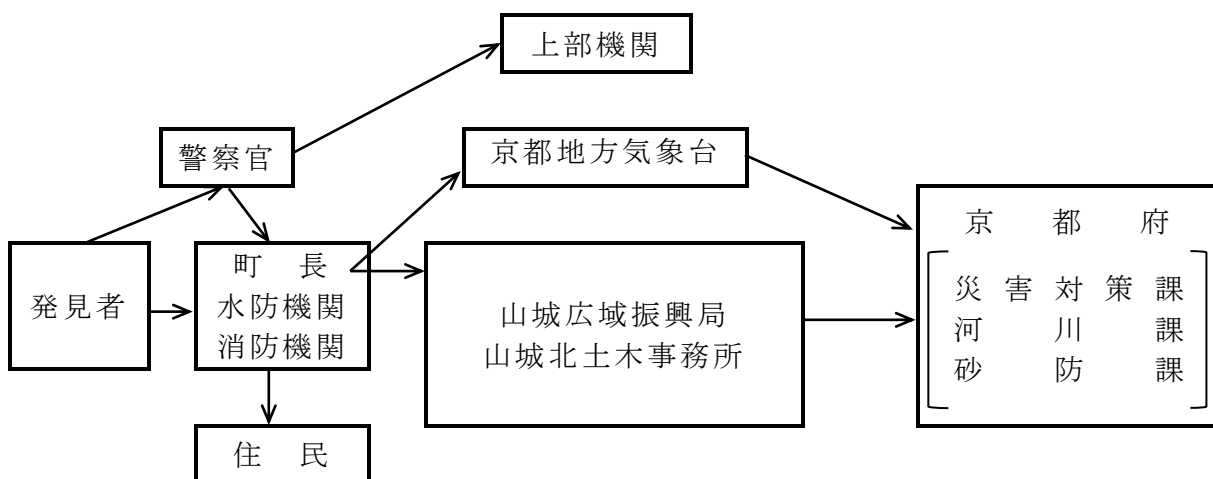 上部機関
警察官
京都地方気象台
発見者
町長
水防機関
消防機関
山城広域振興局
山城北土木事務所
京都府
災害対策課
河川課
砂防課
住民